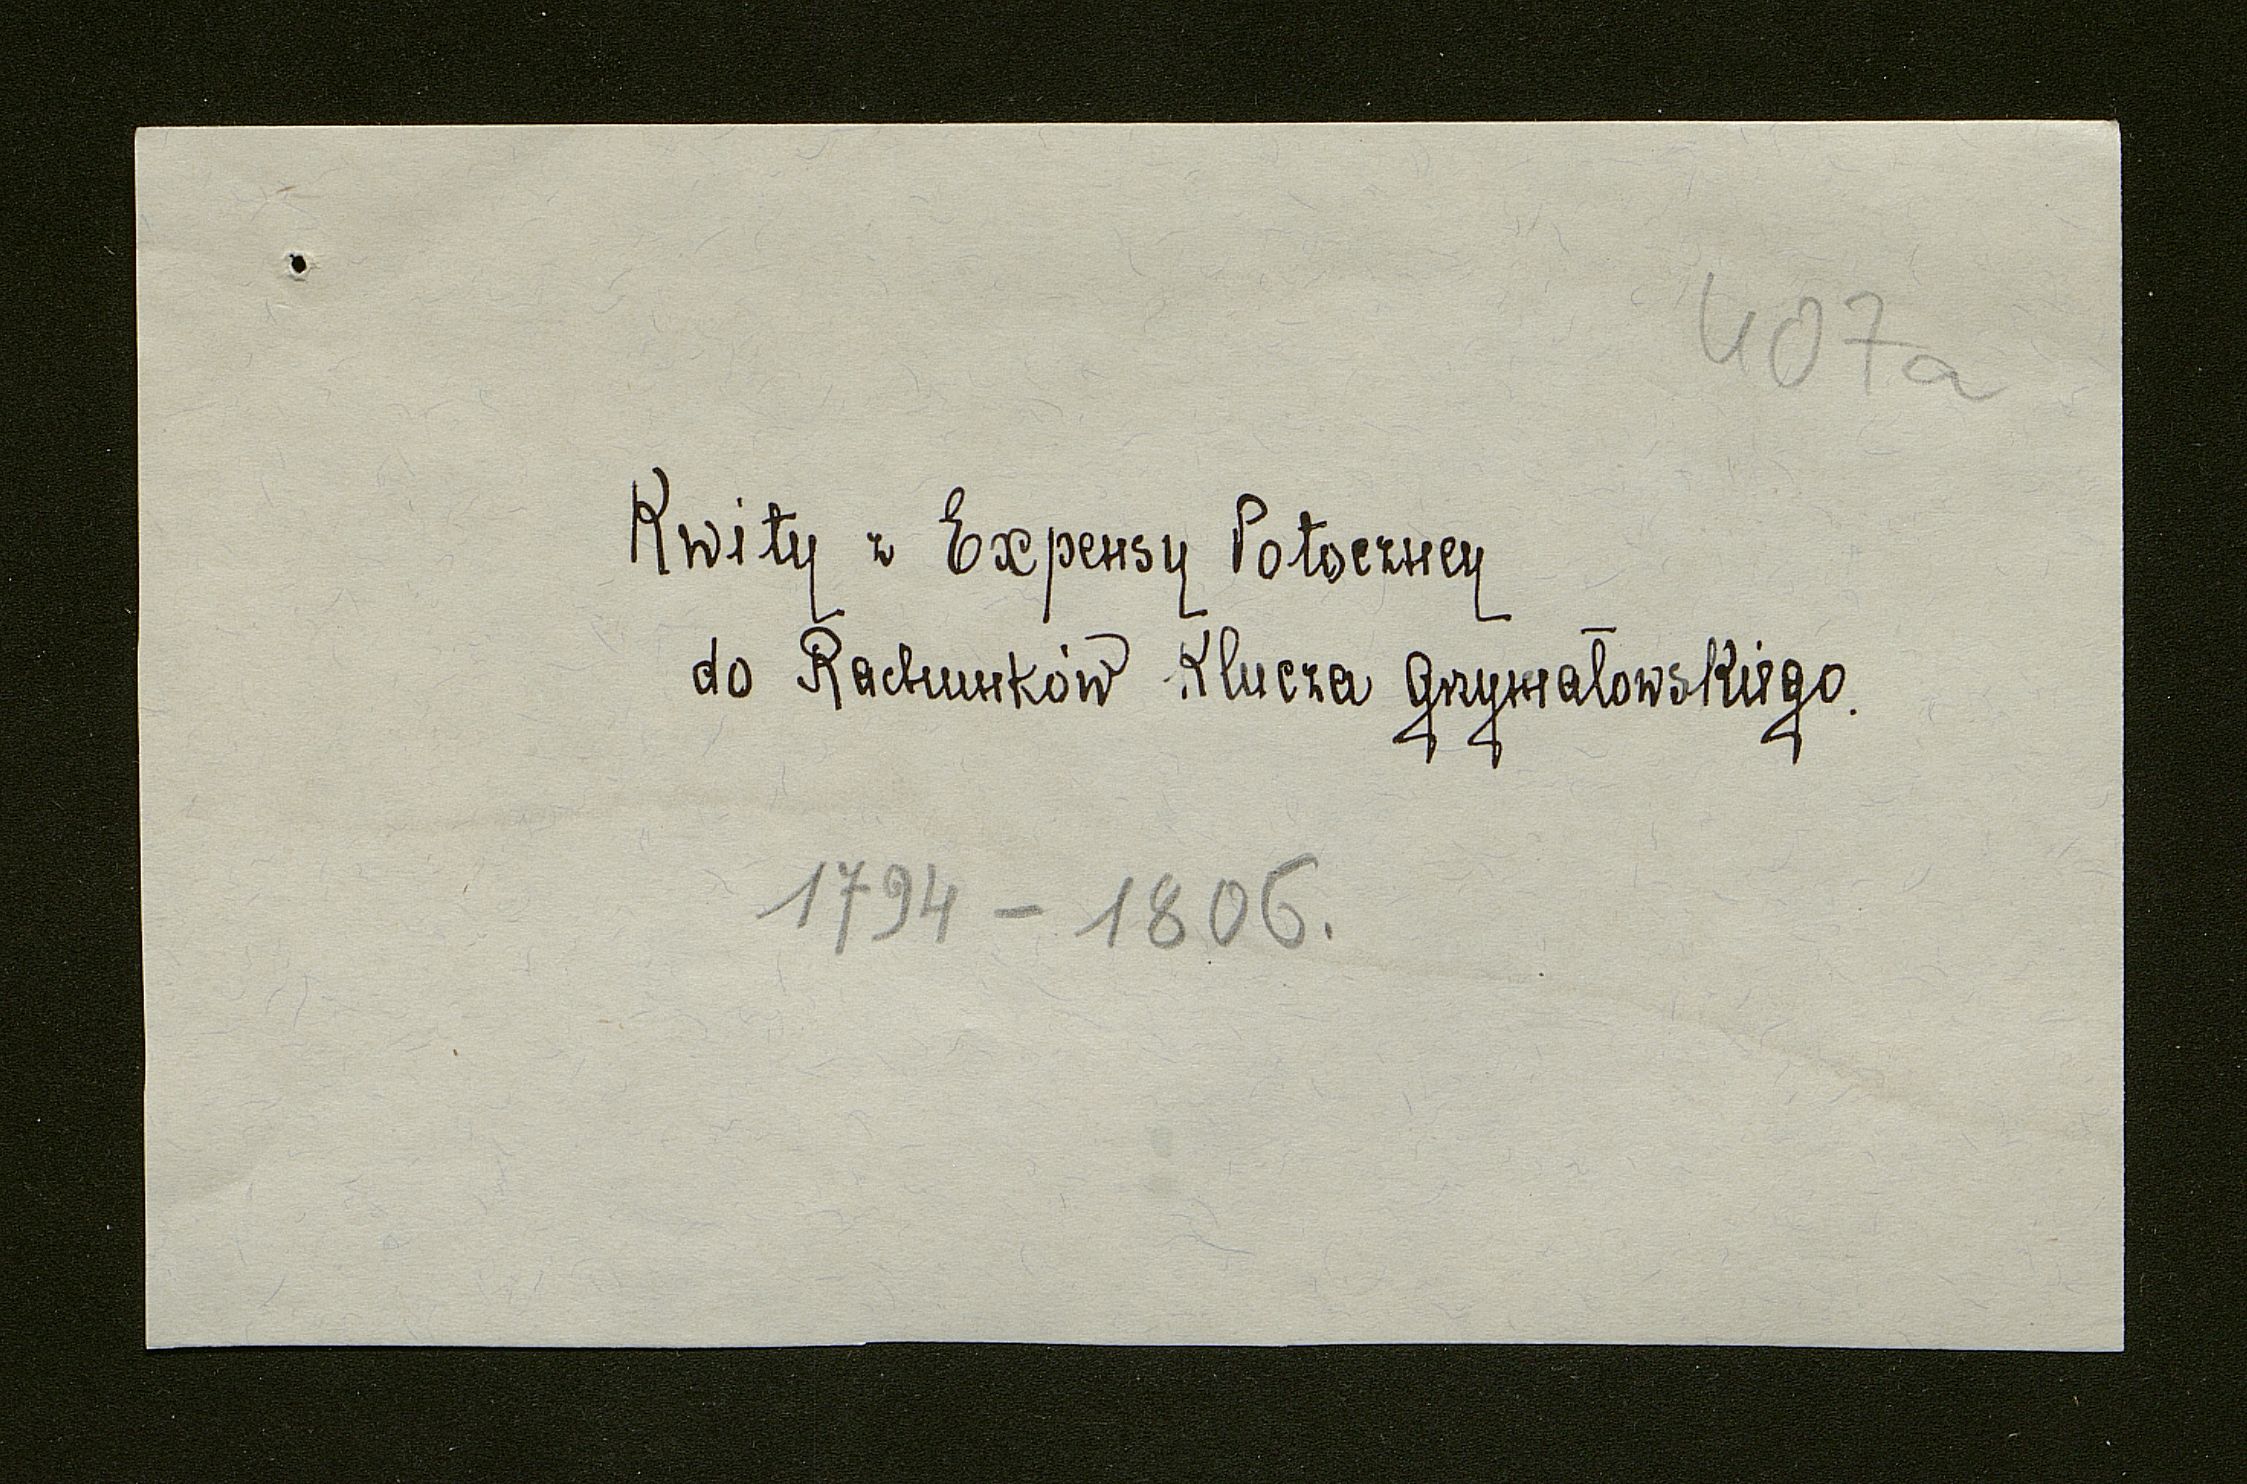 407a
Kwity z Expensy Potoczney
do Rachunków Klucza Grzymałowskiego.
1794 - 1806.